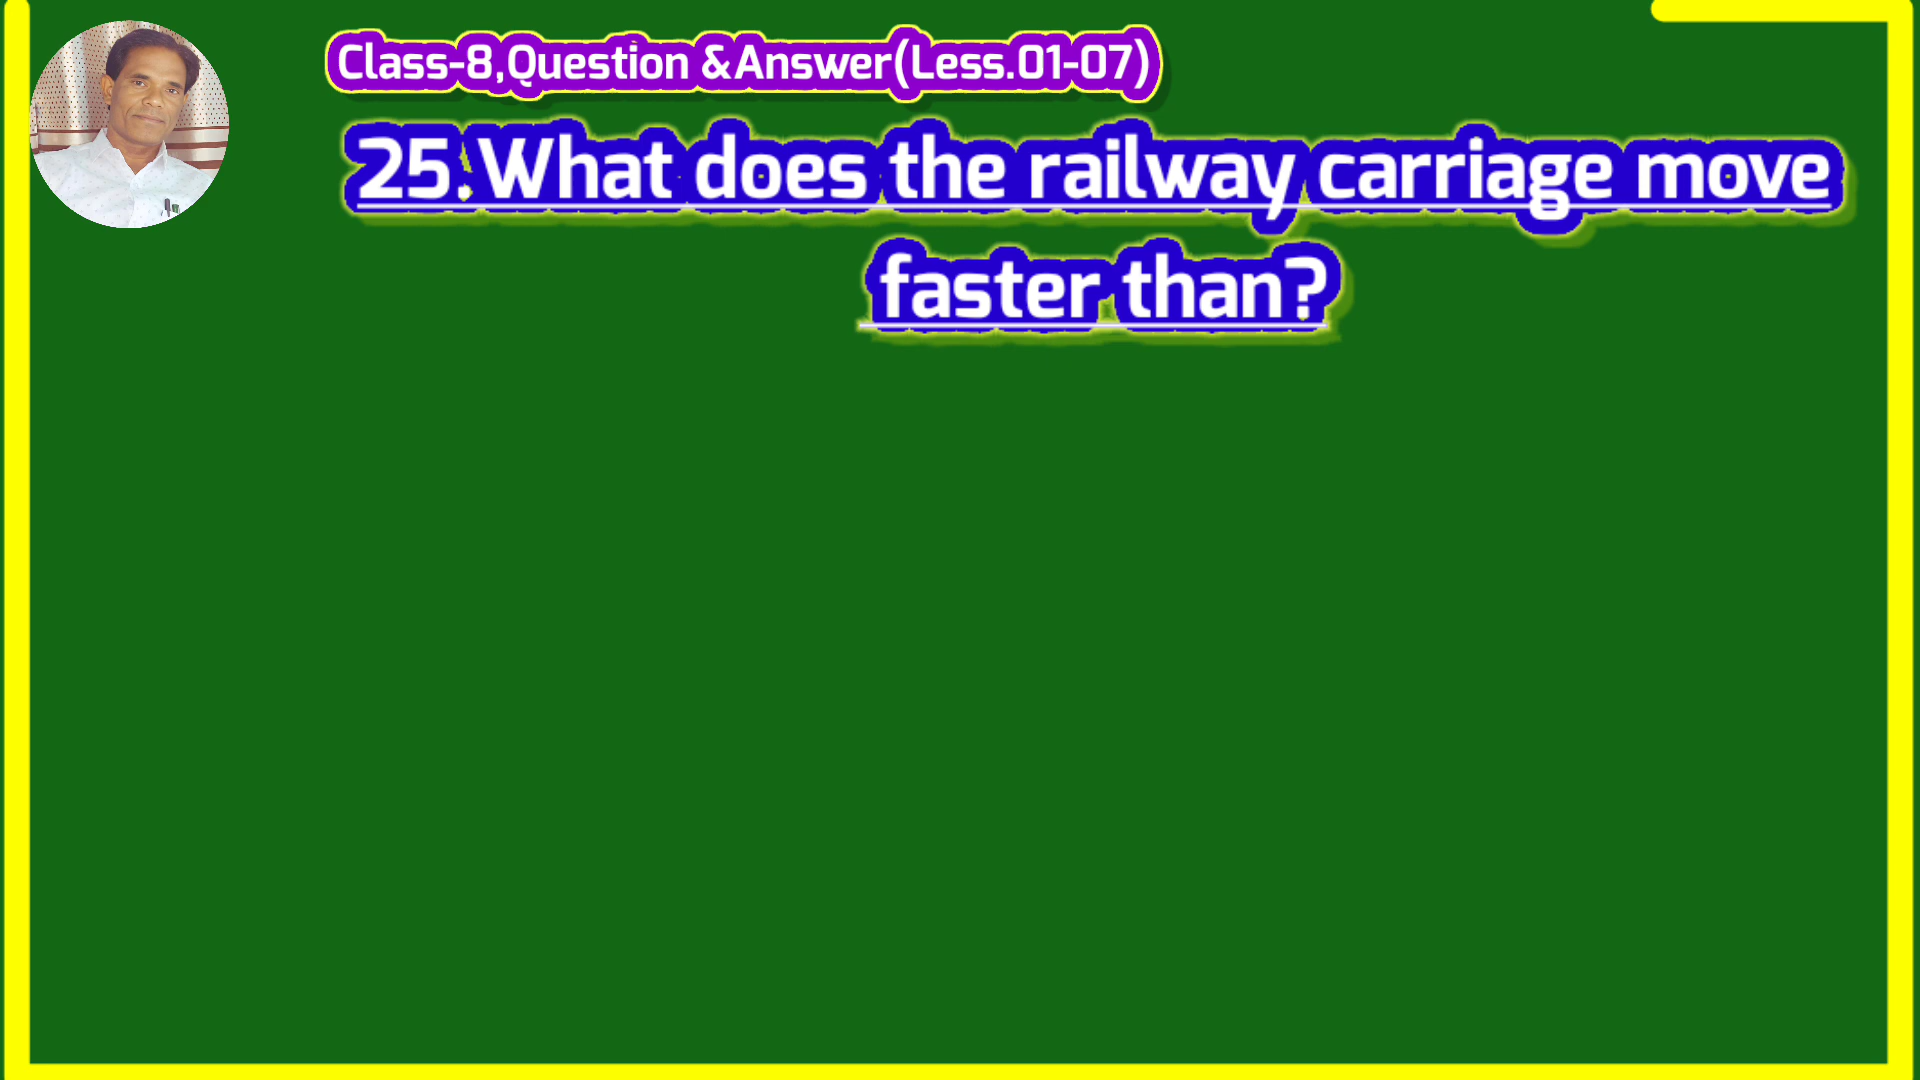 Class-8,Question &Answer(Less.01-07)
25.What does the railway carriage move
faster than?